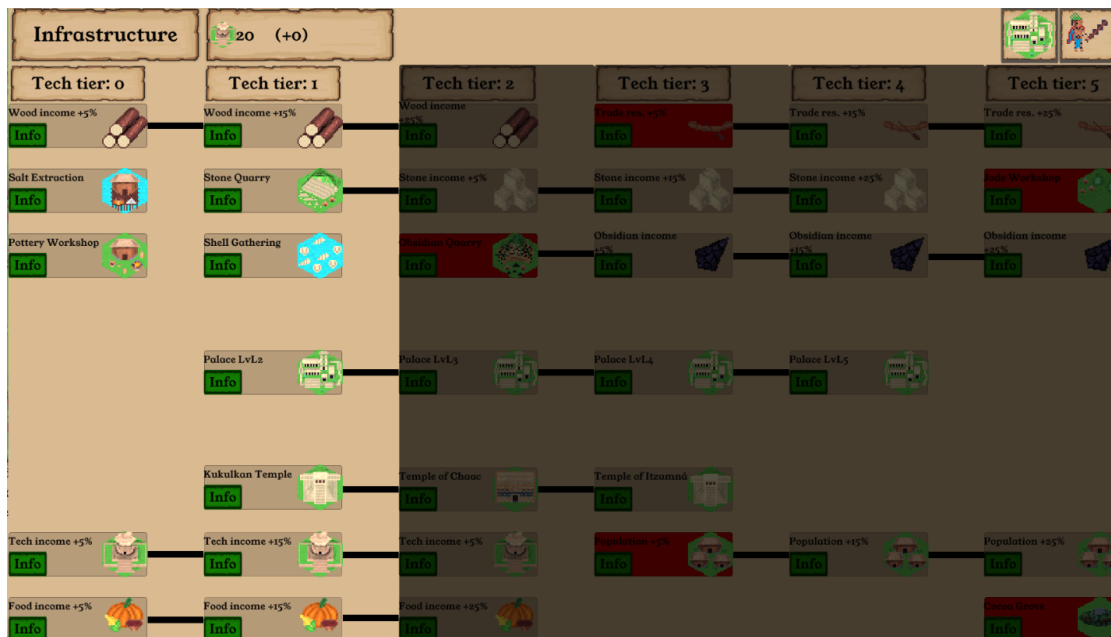 Infrastructure
20 (+0)
Tech tier: 0
Tech tier: 1
Tech tier: 2
Tech tier: 3
Tech tier: 4
Tech tier: 5
Wood income +5%
Info
Wood income +15%
Info
Wood income
+25%
Info
Trade res. +5%
Info
Trade res. +15%
Info
Trade res. +25%
Info
Salt Extraction
Info
Stone Quarry
Info
Stone income +5%
Info
Stone income +15%
Info
Stone income +25%
Info
Jade Workshop
Info
Pottery Workshop
Info
Shell Gathering
Info
Obsidian Quarry
Info
Obsidian income
+5%
Info
Obsidian income
+15%
Info
Obsidian income
+25%
Info
Palace LvL2
Info
Palace LvL3
Info
Palace LvL4
Info
Palace LvL5
Info
Kukulkan Temple
Info
Temple of Chaac
Info
Temple of Itzamná
Info
Tech income +5%
Info
Tech income +15%
Info
Tech income +5%
Info
Population +5%
Info
Population +15%
Info
Population +25%
Info
Food income +5%
Info
Food income +15%
Info
Food income +25%
Info
Cocoa Grove
Info